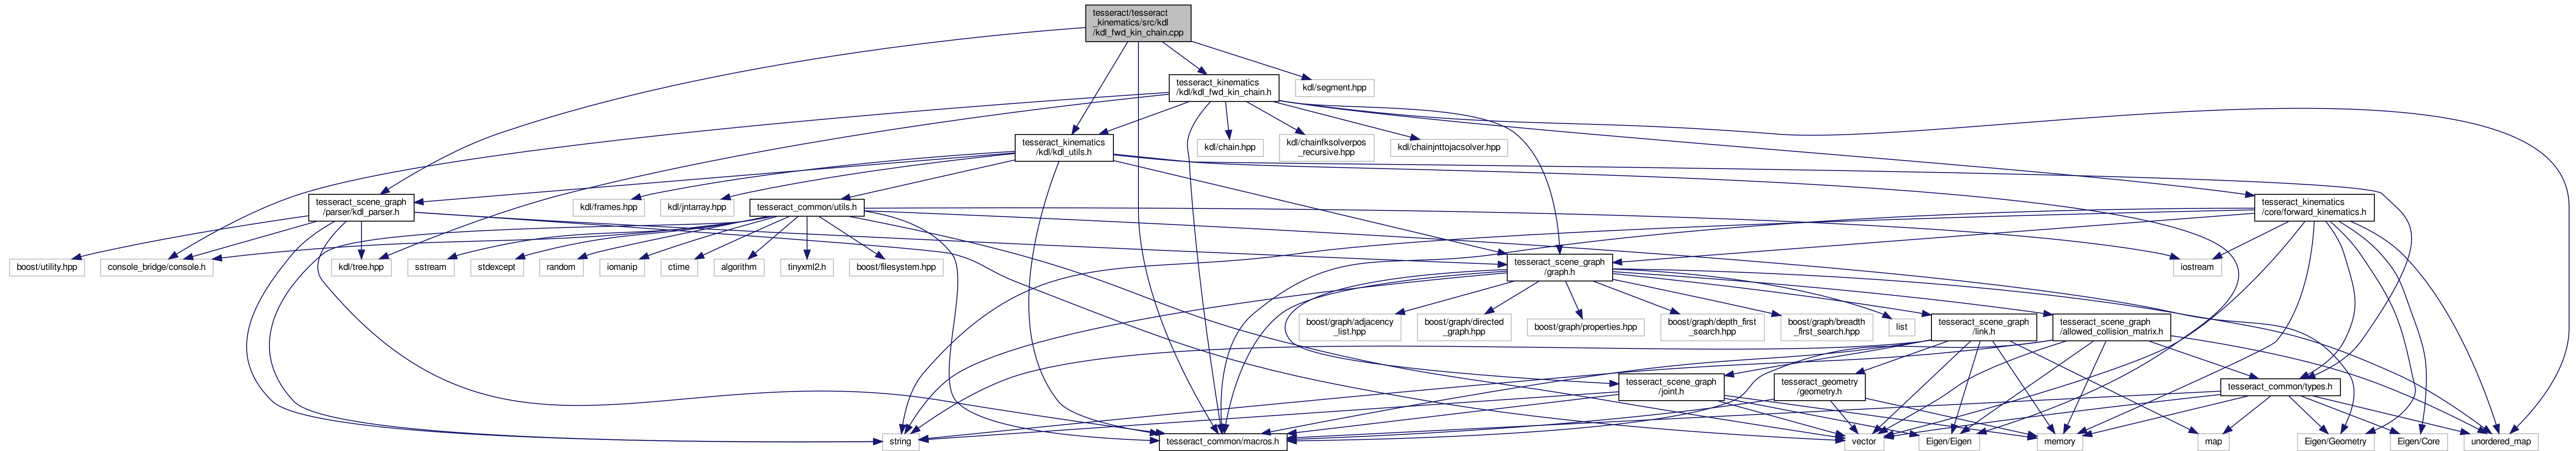 tesseract/tesseract
_kinematics/src/kdl
/kdl_fwd_kin_chain.cpp
tesseract_kinematics
/kdl/kdl_fwd_kin_chain.h
kdl/segment.hpp
tesseract_kinematics
/kdl/kdl_utils.h
kdl/chain.hpp
kdl/chainfksolverpos
_recursive.hpp
kdl/chainjnttojacsolver.hpp
tesseract_scene_graph
/parser/kdl_parser.h
kdl/frames.hpp
kdl/jntarray.hpp
tesseract_common/utils.h
tesseract_kinematics
/core/forward_kinematics.h
boost/utility.hpp
console_bridge/console.h
kdl/tree.hpp
sstream
stdexcept
random
iomanip
ctime
algorithm
tinyxml2.h
boost/filesystem.hpp
tesseract_scene_graph
/graph.h
iostream
boost/graph/adjacency
_list.hpp
boost/graph/directed
_graph.hpp
boost/graph/properties.hpp
boost/graph/depth_first
_search.hpp
boost/graph/breadth
_first_search.hpp
list
tesseract_scene_graph
/link.h
tesseract_scene_graph
/allowed_collision_matrix.h
tesseract_scene_graph
/joint.h
tesseract_geometry
/geometry.h
tesseract_common/types.h
string
tesseract_common/macros.h
vector
Eigen/Eigen
memory
map
Eigen/Geometry
Eigen/Core
unordered_map